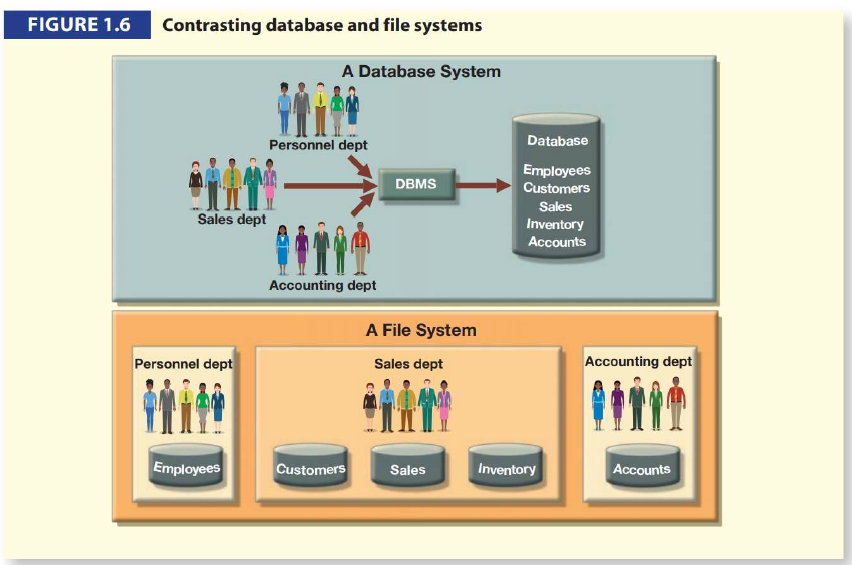 FIGURE 1.6 Contrasting database and file systems
A Database System
Personnel dept
Sales dept
Accounting dept
DBMS
Database
Employees
Customers
Sales
Inventory
Accounts
A File System
Personnel dept
Employees
Sales dept
Customers
Sales
Inventory
Accounting dept
Accounts